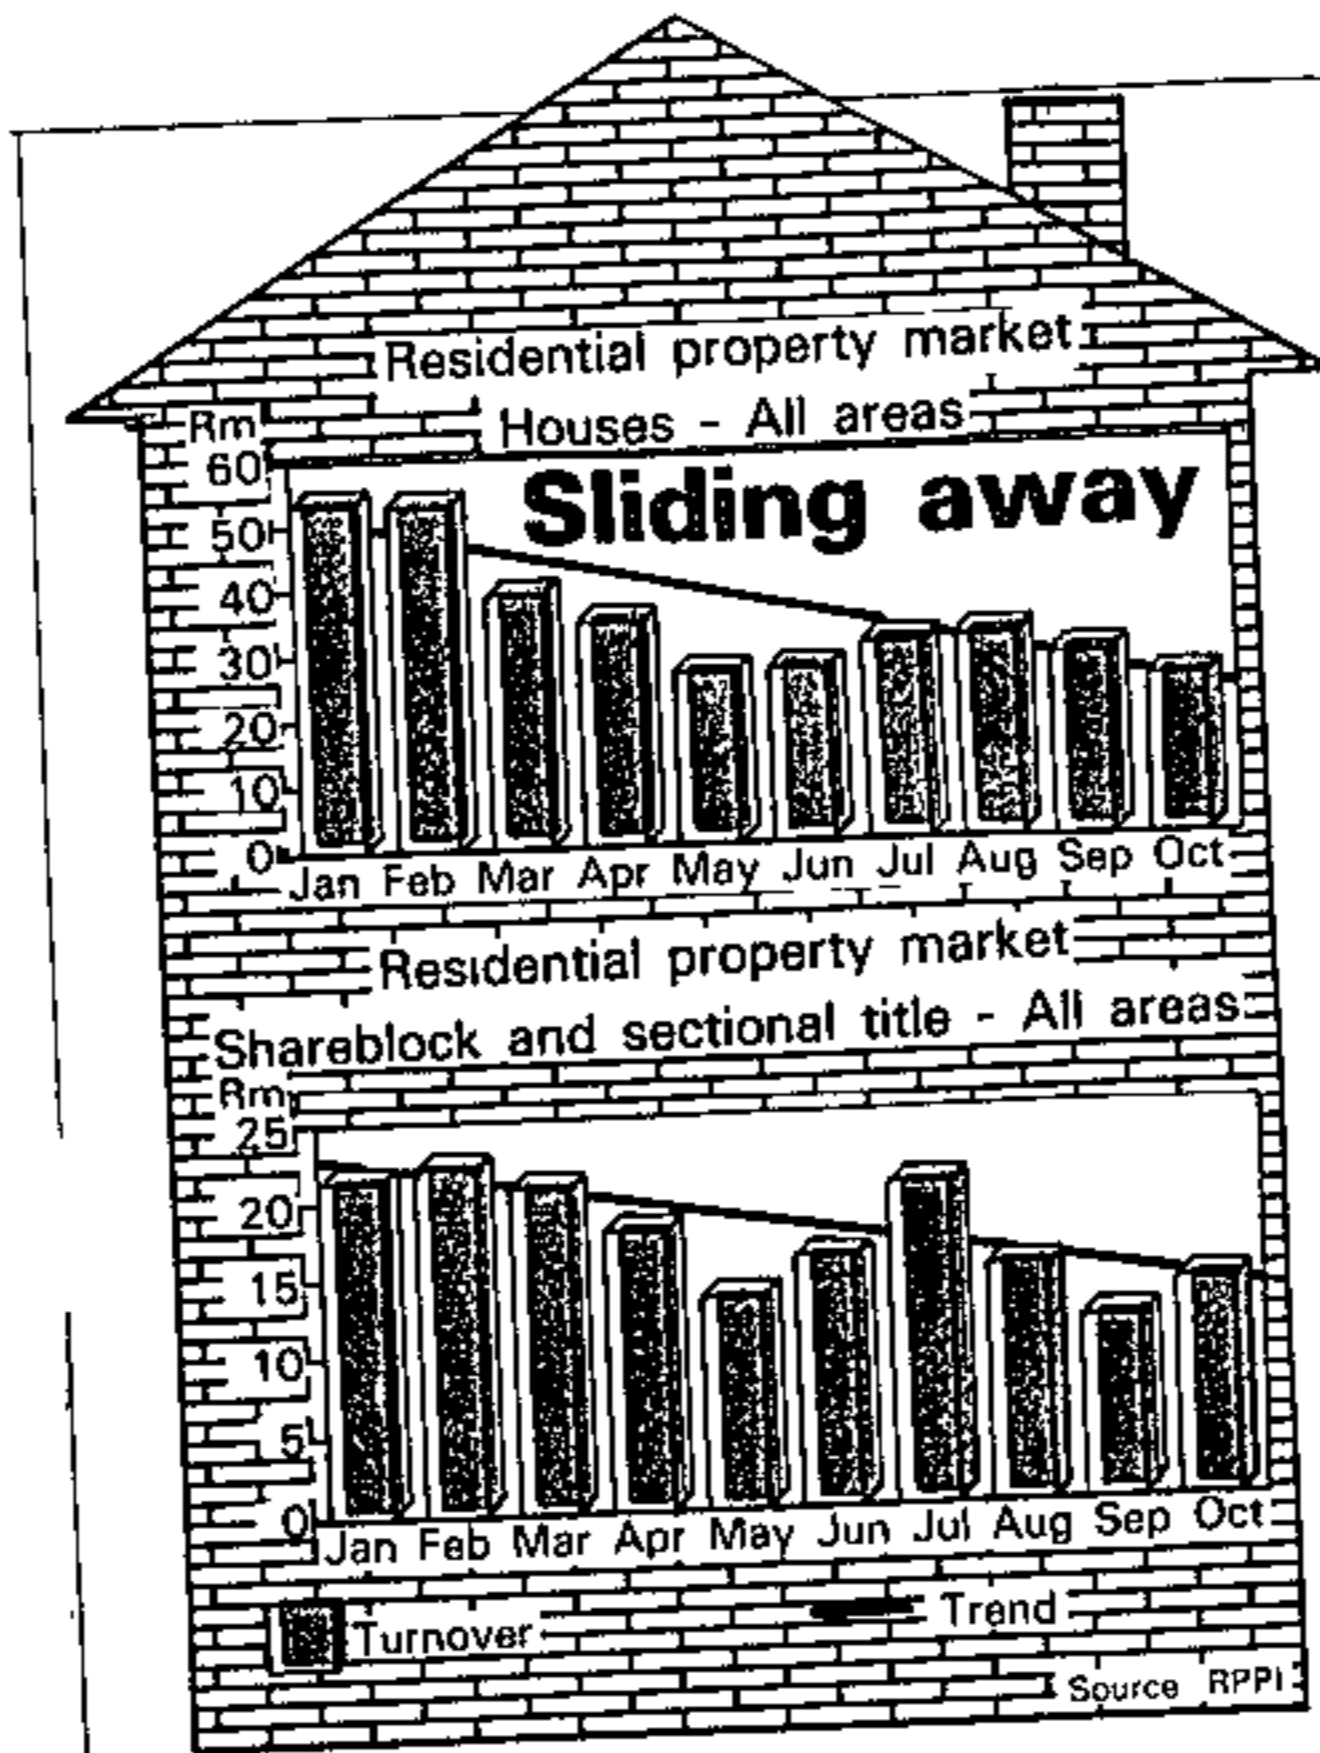 Residential property market
Houses - All areas
Rm
Sliding away
60
50
40
30
20
10
0
Jan Feb Mar Apr May Jun Jul Aug Sep Oct
Residential property market
Shareblock and sectional title - All areas
Rm
25
20
15
10
5
0
Jan Feb Mar Apr May Jun Jul Aug Sep Oct
Turnover Trend
Source RPPI